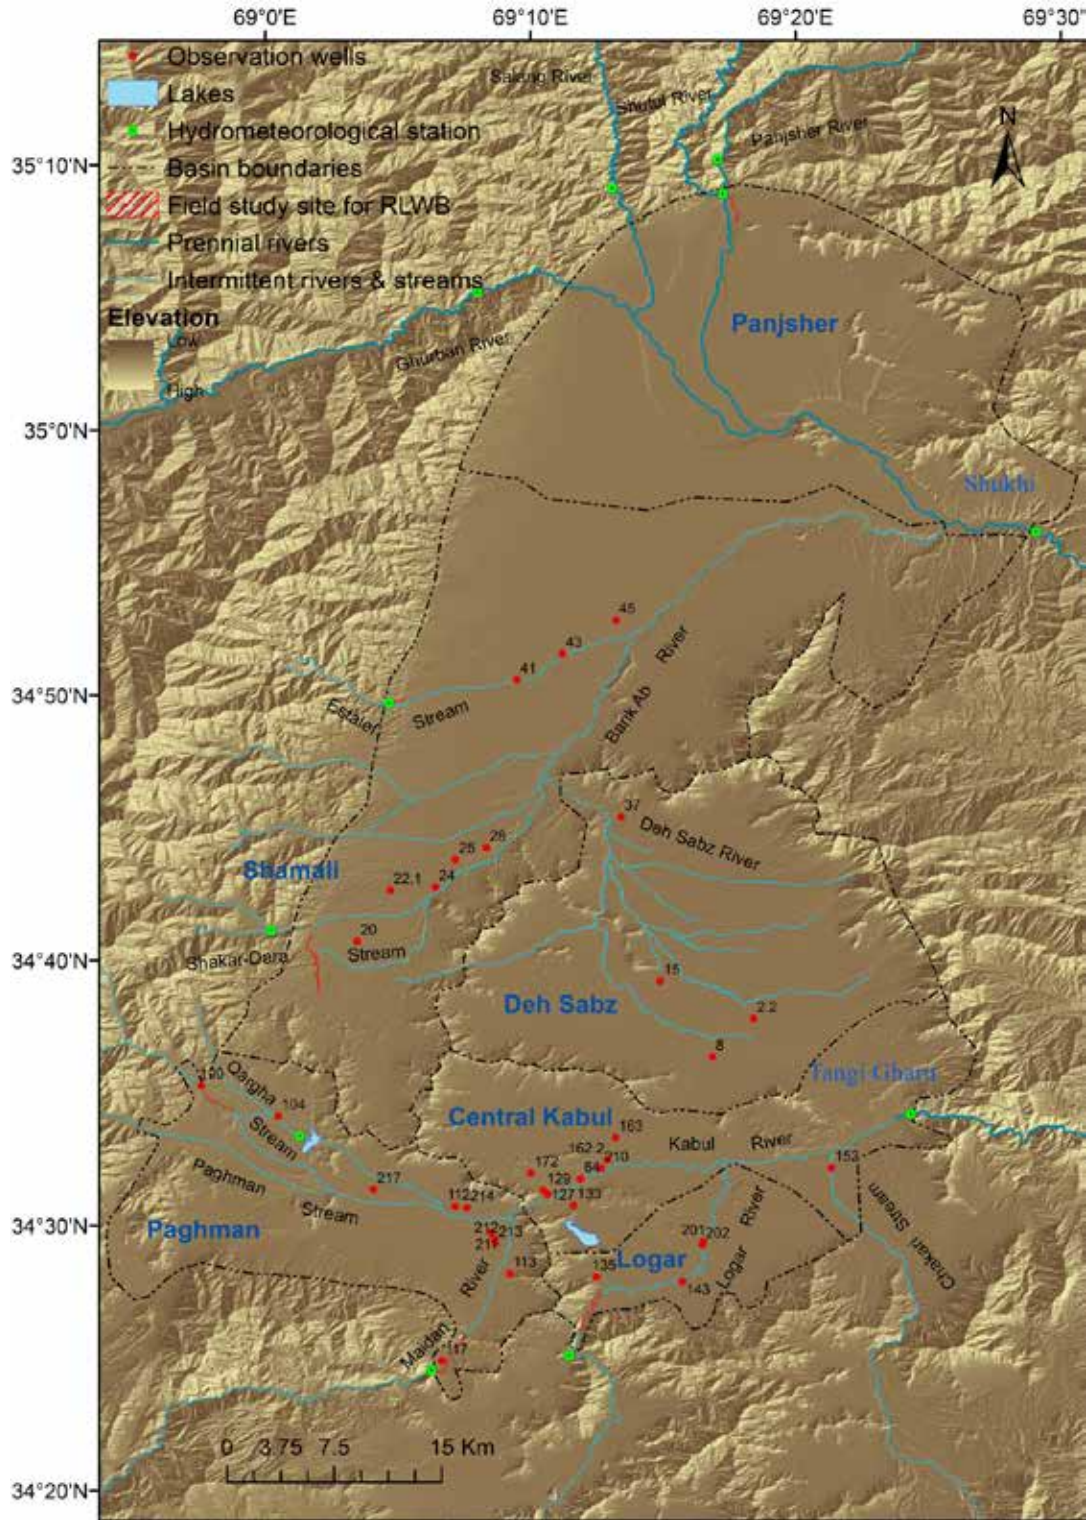 69°0'E 69°10'E 69°20'E 69°30'
Observation wells
Lakes
Hydrometeorological station
Basin boundaries
Field study site for RLWB
Prennial rivers
Intermittent rivers & streams
Elevation
Low
High
Salang River
Shutul River
Panjsher River
N
35°10'N
Ghurban River
Panjsher
35°0'N
Shukhi
45
43
41
34°50'N
Estalef Stream
Barik Ab River
37
Deh Sabz River
28
25
24
22.1
Shamali
20
Shakar-Dara Stream
34°40'N
15
Deh Sabz
2.2
8
Tangi Gharu
Qargha Stream
104
Central Kabul
163
162.2
210
64
172
129
127
133
Kabul River
153
Chakari Stream
217
Paghman Stream
112
214
34°30'N
Paghman
212
213
201
202
Logar
Logar River
135
143
113
Maidan River
117
0 3.75 7.5 15 Km
34°20'N